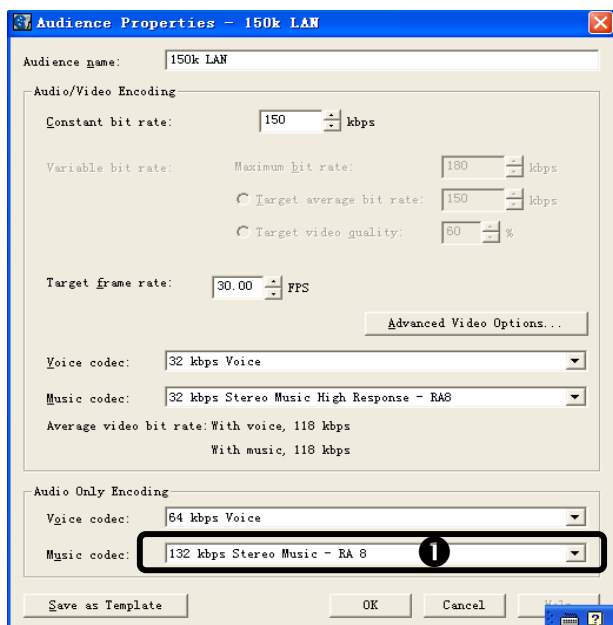 Audience Properties - 150k LAN
Audience name: 150k LAN
Audio/Video Encoding
Constant bit rate: 150 kbps
Variable bit rate: Maximum bit rate: 180 kbps
Target average bit rate: 150 kbps
Target video quality: 60 %
Target frame rate: 30.00 FPS
Advanced Video Options...
Voice codec: 32 kbps Voice
Music codec: 32 kbps Stereo Music High Response - RA8
Average video bit rate: With voice, 118 kbps
With music, 118 kbps
Audio Only Encoding
Voice codec: 64 kbps Voice
Music codec: 132 kbps Stereo Music - RA 8 ❶
Save as Template OK Cancel